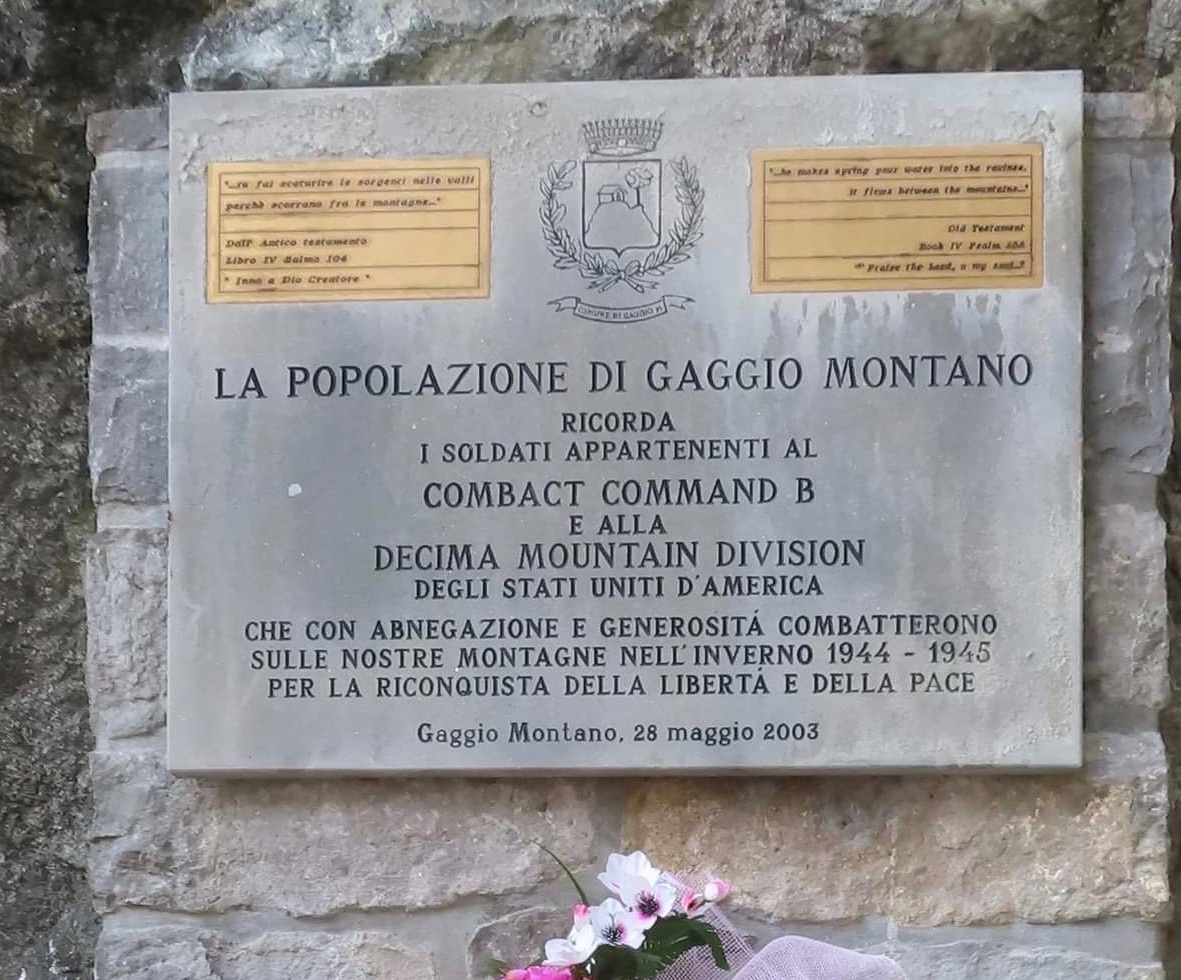 "...tu fai scaturire le sorgenti nelle valli
perchè scorrano fra le montagne..."
Dall' Antico testamento
Libro IV Salmo 104
" Inno a Dio Creatore "
"...he makes spring pour water into the ravines,
it flows between the mountains..."
Old Testament
Book IV Psalm
"Praise the Lord, o my soul..."
COMUNE DI GAGGIO M.
LA POPOLAZIONE DI GAGGIO MONTANO
RICORDA
I SOLDATI APPARTENENTI AL
COMBACT COMMAND B
E ALLA
DECIMA MOUNTAIN DIVISION
DEGLI STATI UNITI D'AMERICA
CHE CON ABNEGAZIONE E GENEROSITÁ COMBATTERONO
SULLE NOSTRE MONTAGNE NELL'INVERNO 1944 - 1945
PER LA RICONQUISTA DELLA LIBERTÁ E DELLA PACE
Gaggio Montano, 28 maggio 2003